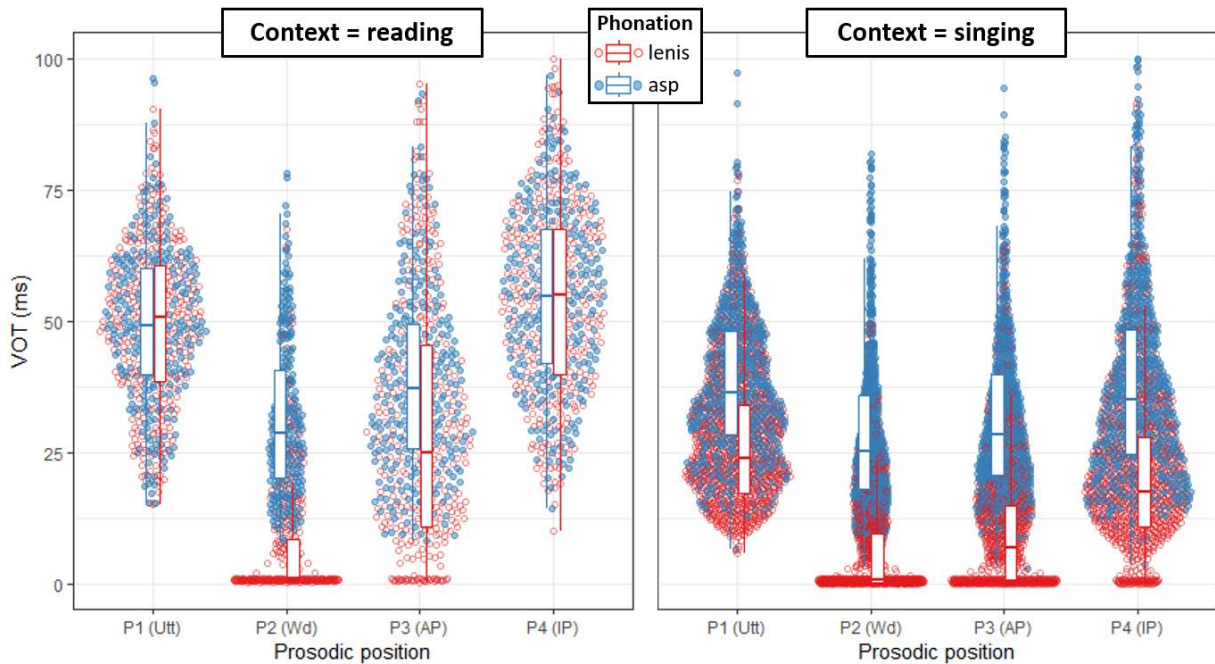 Context = reading
Phonation
lenis
asp
Context = singing
VOT (ms)
100
75
50
25
0
P1 (Utt) P2 (Wd) P3 (AP) P4 (IP)
Prosodic position
P1 (Utt) P2 (Wd) P3 (AP) P4 (IP)
Prosodic position